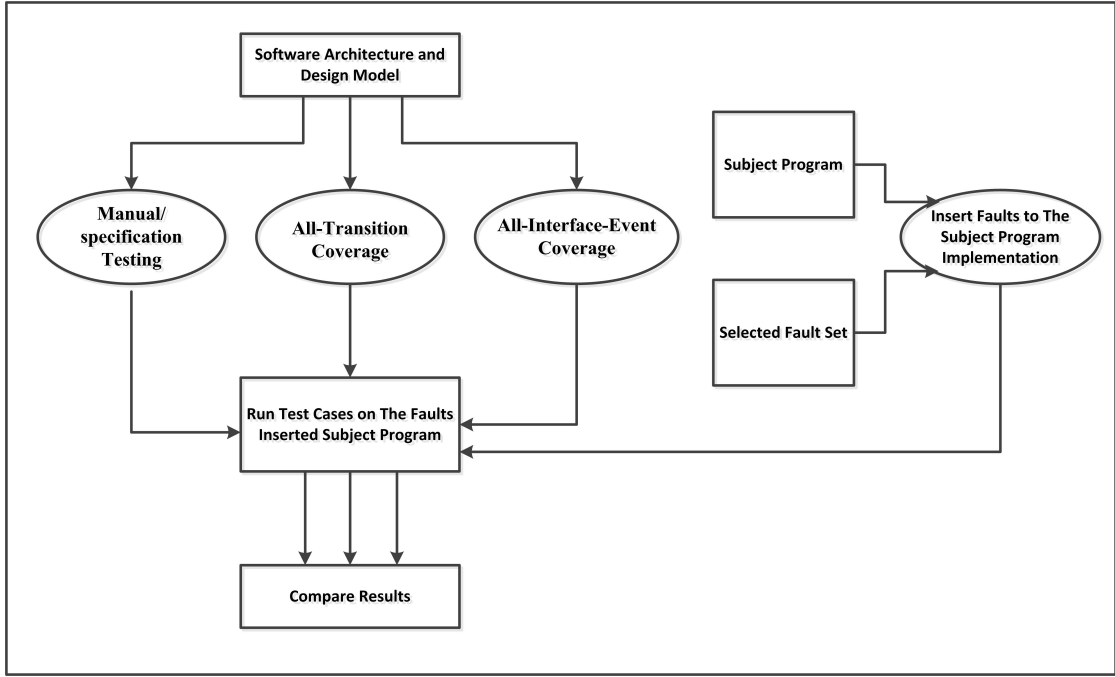 Software Architecture and
Design Model
Subject Program
Manual/
specification
Testing
All-Transition
Coverage
All-Interface-Event
Coverage
Insert Faults to The
Subject Program
Implementation
Selected Fault Set
Run Test Cases on The Faults
Inserted Subject Program
Compare Results